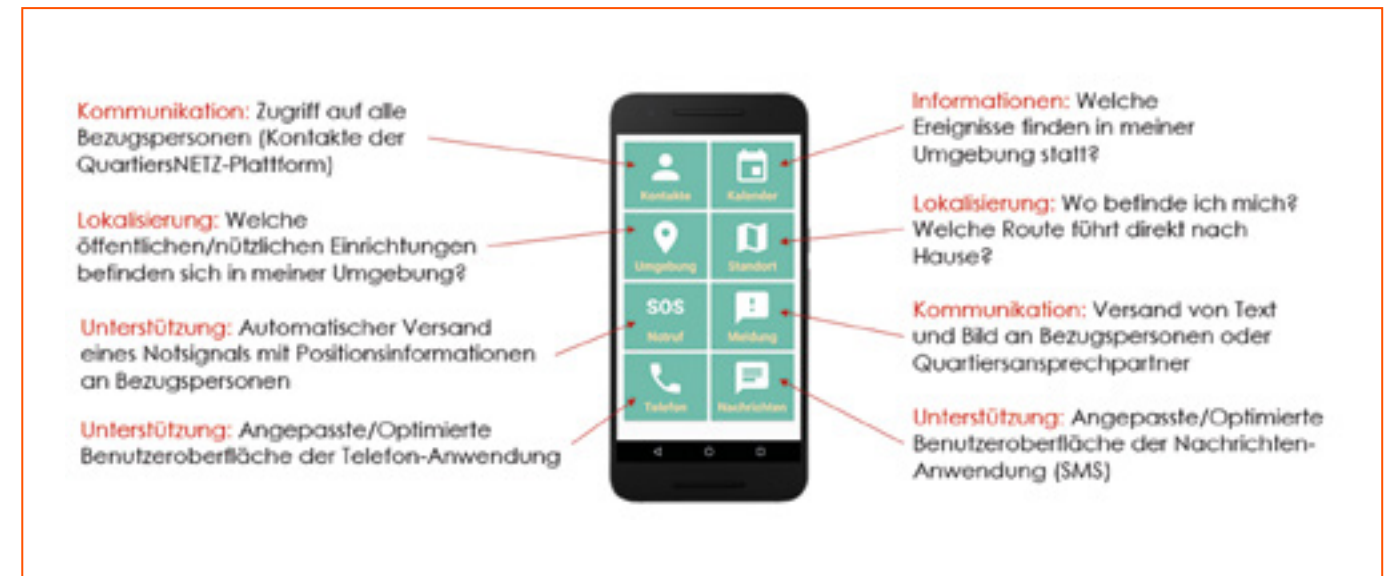 Kommunikation: Zugriff auf alle
Bezugspersonen (Kontakte der
QuartiersNETZ-Plattform)
Lokalisierung: Welche
öffentlichen/nützlichen Einrichtungen
befinden sich in meiner Umgebung?
Unterstützung: Automatischer Versand
eines Notsignals mit Positionsinformationen
an Bezugspersonen
Unterstützung: Angepasste/Optimierte
Benutzeroberfläche der Telefon-Anwendung
Kontakte
Kalender
Umgebung
Standort
SOS
Notruf
Meldung
Telefon
Nachrichten
Informationen: Welche
Ereignisse finden in meiner
Umgebung statt?
Lokalisierung: Wo befinde ich mich?
Welche Route führt direkt nach
Hause?
Kommunikation: Versand von Text
und Bild an Bezugspersonen oder
Quartiersansprechpartner
Unterstützung: Angepasste/Optimierte
Benutzeroberfläche der Nachrichten-
Anwendung (SMS)